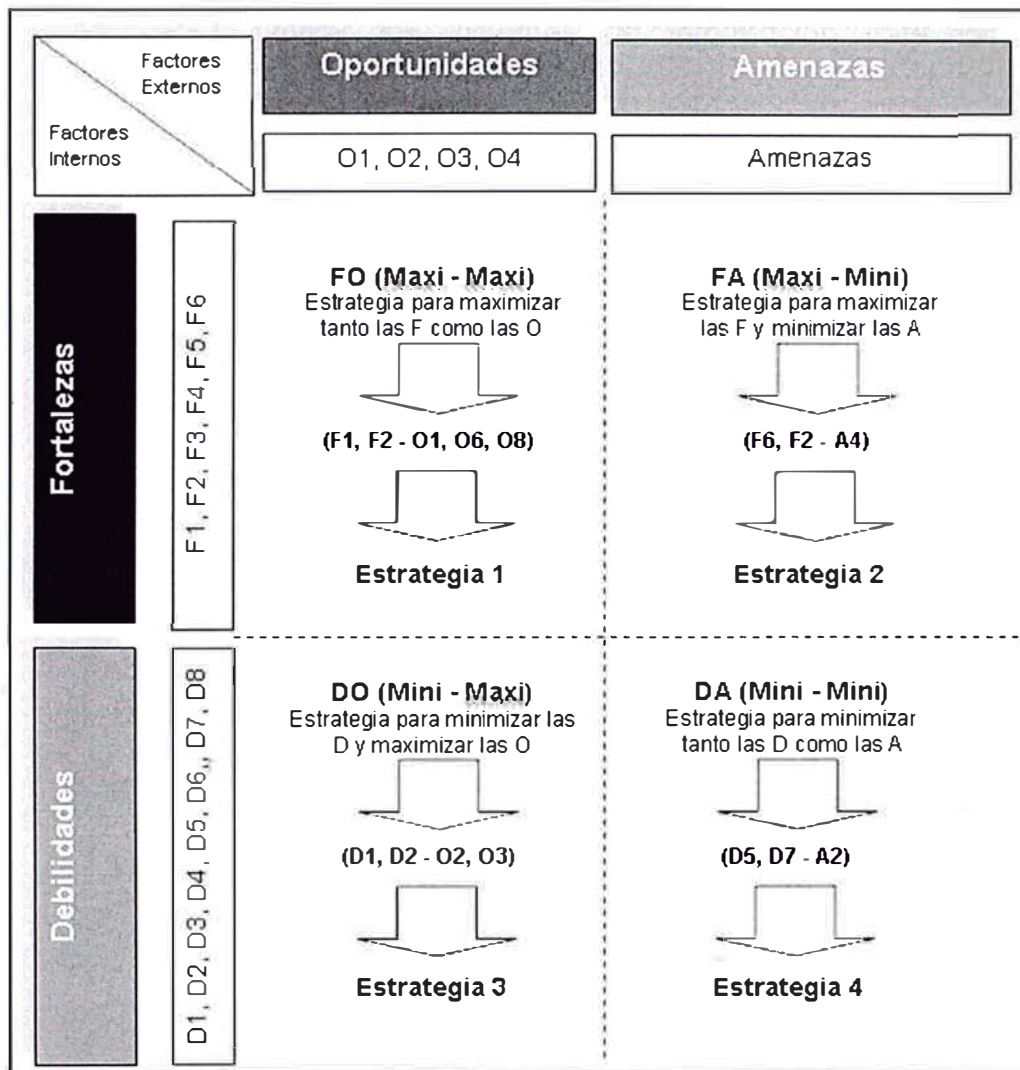 Factores
Externos
Factores
Internos
Oportunidades
Amenazas
O1, O2, O3, O4
Amenazas
Fortalezas
F1, F2, F3, F4, F5, F6
FO (Maxi - Maxi)
Estrategia para maximizar
tanto las F como las O
(F1, F2 - O1, O6, O8)
Estrategia 1
FA (Maxi - Mini)
Estrategia para maximizar
las F y minimizar las A
(F6, F2 - A4)
Estrategia 2
Debilidades
D1, D2, D3, D4, D5, D6,, D7, D8
DO (Mini - Maxi)
Estrategia para minimizar las
D y maximizar las O
(D1, D2 - O2, O3)
Estrategia 3
DA (Mini - Mini)
Estrategia para minimizar
tanto las D como las A
(D5, D7 - A2)
Estrategia 4